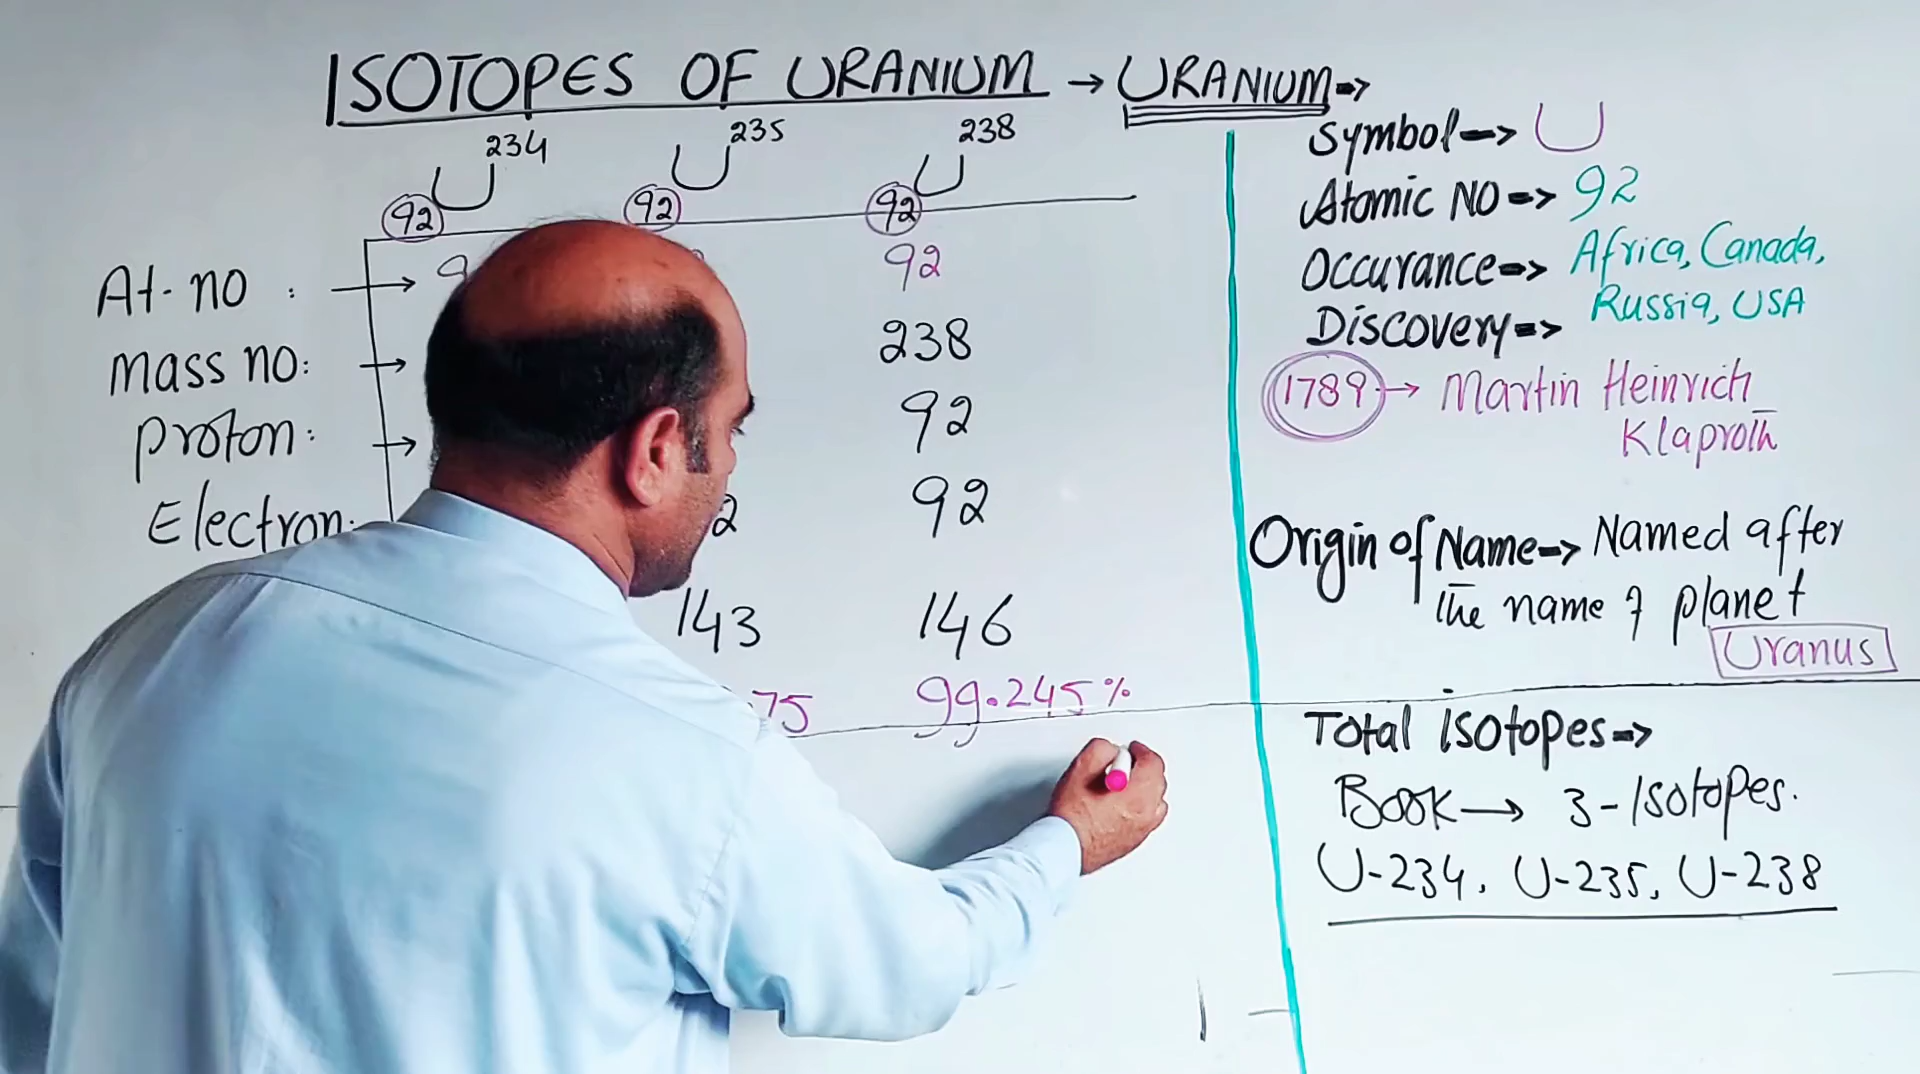 ISOTOPES OF URANIUM → URANIUM →
U 234 U 235 U 238
92 92 92
At. no : → 92
Mass no: → 238
Proton: → 92
Electron: 92
143 146
75 99.245%
Symbol → U
Atomic NO → 92
Occurance → Africa, Canada,
Russia, USA
Discovery →
1789 → Martin Heinrich
Klaproth
Origin of Name → Named after
the name of planet
Uranus
Total isotopes →
Book → 3-Isotopes.
U-234, U-235, U-238